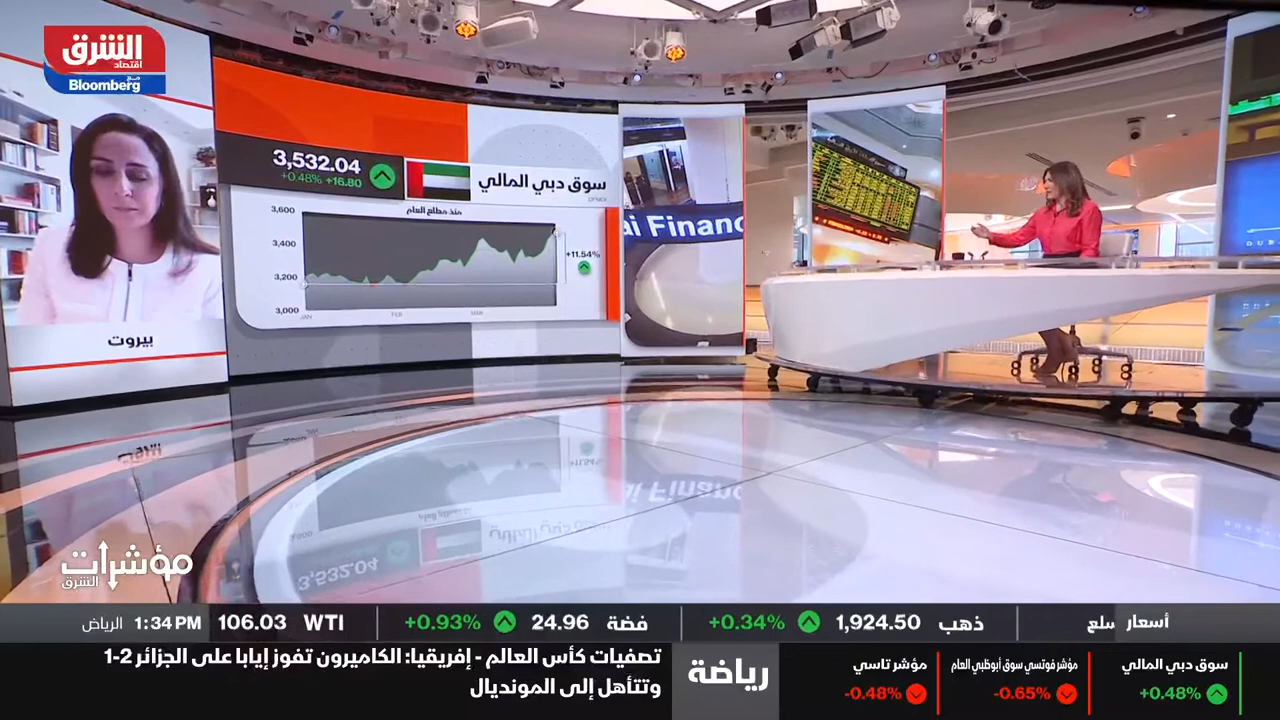 الشرق
اقتصاد
مع
Bloomberg
3,532.04
+0.48% +16.80
سوق دبي المالي
منذ مطلع العام
3,600
3,400
3,200
3,000
JAN
FEB
MAR
+11.54%
بيروت
ai Financ
مؤشرات
الشرق
أسعار سلع
ذهب 1,924.50 +0.34%
فضة 24.96 +0.93%
WTI 106.03
1:34 PM الرياض
سوق دبي المالي
+0.48%
مؤشر فوتسي سوق أبوظبي العام
-0.65%
مؤشر تاسي
-0.48%
رياضة
تصفيات كأس العالم - إفريقيا: الكاميرون تفوز إيابا على الجزائر 2-1
وتتأهل إلى المونديال